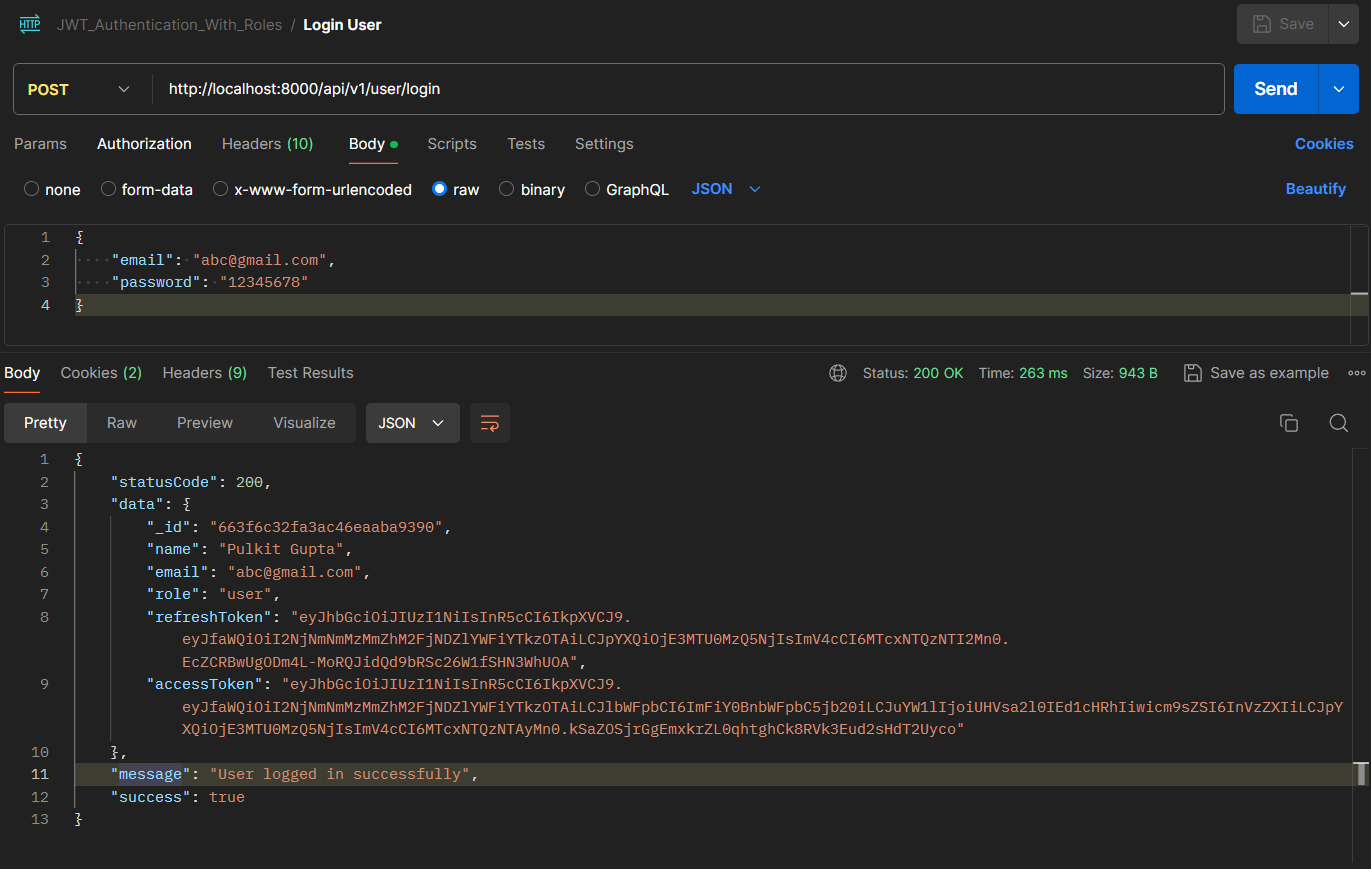 HTTP JWT_Authentication_With_Roles / Login User Save
POST http://localhost:8000/api/v1/user/login Send
Params Authorization Headers (10) Body Scripts Tests Settings Cookies
none form-data x-www-form-urlencoded raw binary GraphQL JSON Beautify
1 {
2 "email": "abc@gmail.com",
3 "password": "12345678"
4 }
Body Cookies (2) Headers (9) Test Results Status: 200 OK Time: 263 ms Size: 943 B Save as example
Pretty Raw Preview Visualize JSON
1 {
2 "statusCode": 200,
3 "data": {
4 "_id": "663f6c32fa3ac46eaaba9390",
5 "name": "Pulkit Gupta",
6 "email": "abc@gmail.com",
7 "role": "user",
8 "refreshToken": "eyJhbGciOiJIUzI1NiIsInR5cCI6IkpXVCJ9.
eyJfaWQiOiI2NjNmNmMzMmZhM2FjNDZlYWFiYTkzOTAiLCJpYXQiOjE3MTU0MzQ5NjIsImV4cCI6MTcxNTQzNTI2Mn0.
EcZCRBwUgODm4L-MoRQJidQd9bRSc26W1fSHN3WhUOA",
9 "accessToken": "eyJhbGciOiJIUzI1NiIsInR5cCI6IkpXVCJ9.
eyJfaWQiOiI2NjNmNmMzMmZhM2FjNDZlYWFiYTkzOTAiLCJlbWFpbCI6ImFiY0BnbWFpbC5jb20iLCJuYW1lIjoiUHVsa2l0IEd1cHRhIiwicm9sZSI6InVzZXIiLCJpY
XQiOjE3MTU0MzQ5NjIsImV4cCI6MTcxNTQzNTAyMn0.kSaZOSjrGgEmxkrZL0qhtghCk8RVk3Eud2sHdT2Uyco"
10 },
11 "message": "User logged in successfully",
12 "success": true
13 }